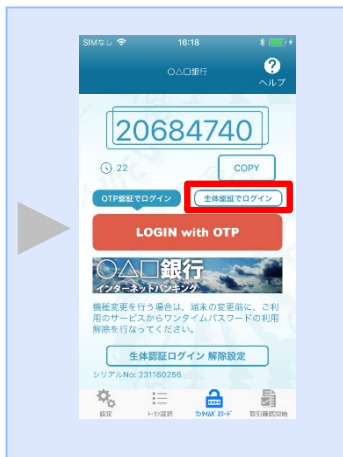 SIMなし 16:18
○△□銀行
?
ヘルプ
20684740
22 COPY
OTP認証でログイン 生体認証でログイン
LOGIN with OTP
○△□銀行
インターネットバンキング
機種変更を行う場合は、端末の変更前に、ご利
用のサービスからワンタイムパスワードの利用
解除を行なってください。
生体認証ログイン 解除設定
シリアルNo: 231160256
設定 トークン選択 ワンタイムパスワード 取引確認開始